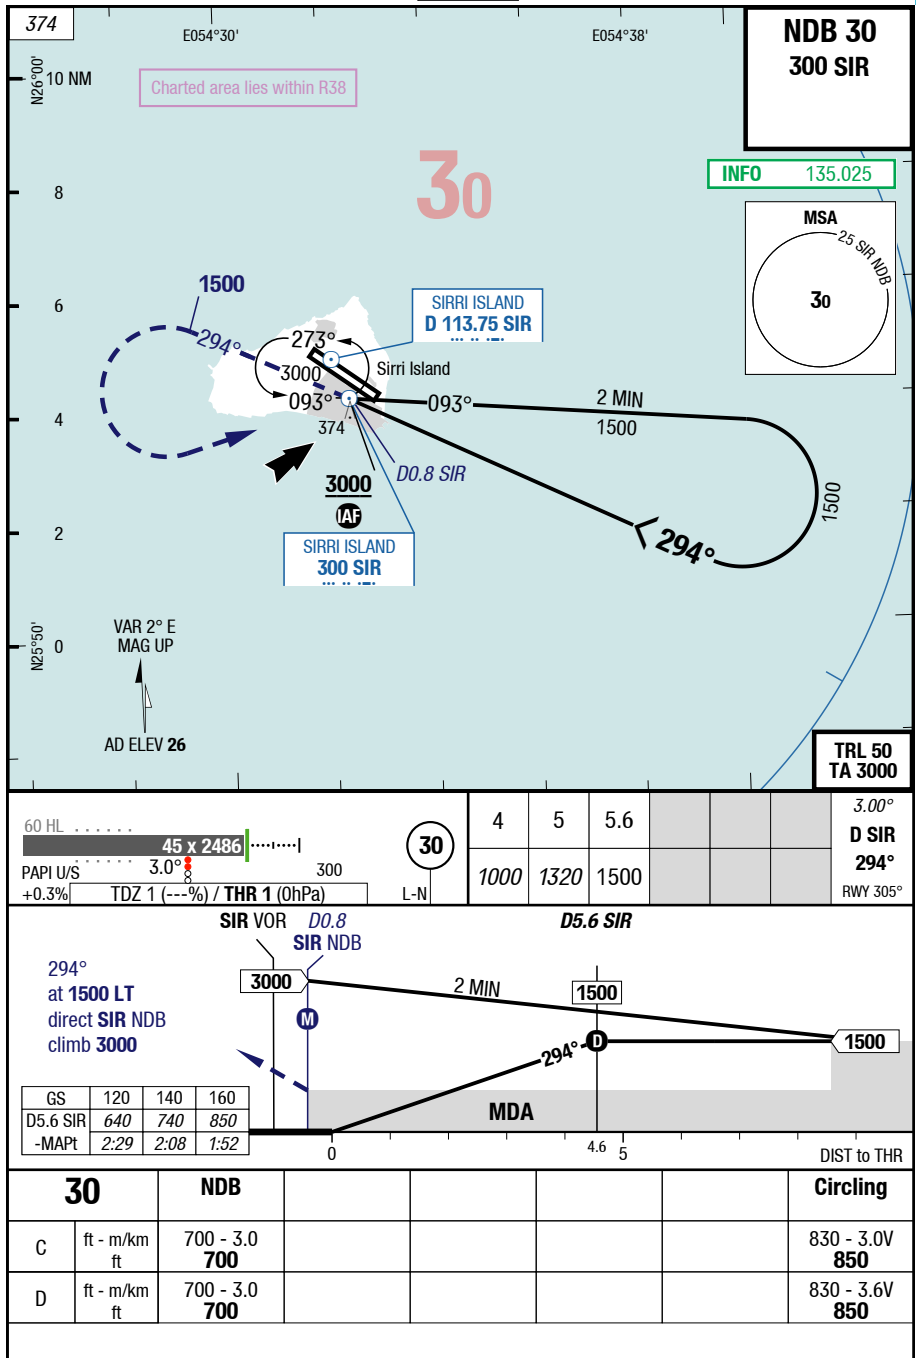 374
E054°30'
E054°38'
NDB 30
300 SIR
N26°00'
10 NM
Charted area lies within R38
30
INFO 135.025
8
MSA
25 SIR NDB
30
1500
6
SIRRI ISLAND
D 113.75 SIR
294°
273°
3000
Sirri Island
093°
093°
2 MIN
1500
4
374
D0.8 SIR
3000
IAF
1500
294°
2
SIRRI ISLAND
300 SIR
N25°50'
0
VAR 2° E
MAG UP
AD ELEV 26
TRL 50
TA 3000
60 HL
45 x 2486
PAPI U/S
3.0°
300
+0.3%
TDZ 1 (---%) / THR 1 (0hPa)
30
L-N
4 5 5.6
1000 1320 1500
3.00°
D SIR
294°
RWY 305°
SIR VOR D0.8 D5.6 SIR
SIR NDB
294°
at 1500 LT
direct SIR NDB
climb 3000
3000
2 MIN
1500
M
294°
D
1500
GS 120 140 160
D5.6 SIR 640 740 850
-MAPt 2:29 2:08 1:52
MDA
0 4.6 5 DIST to THR
30 NDB Circling
C ft - m/km 700 - 3.0 830 - 3.0V
ft 700 850
D ft - m/km 700 - 3.0 830 - 3.6V
ft 700 850